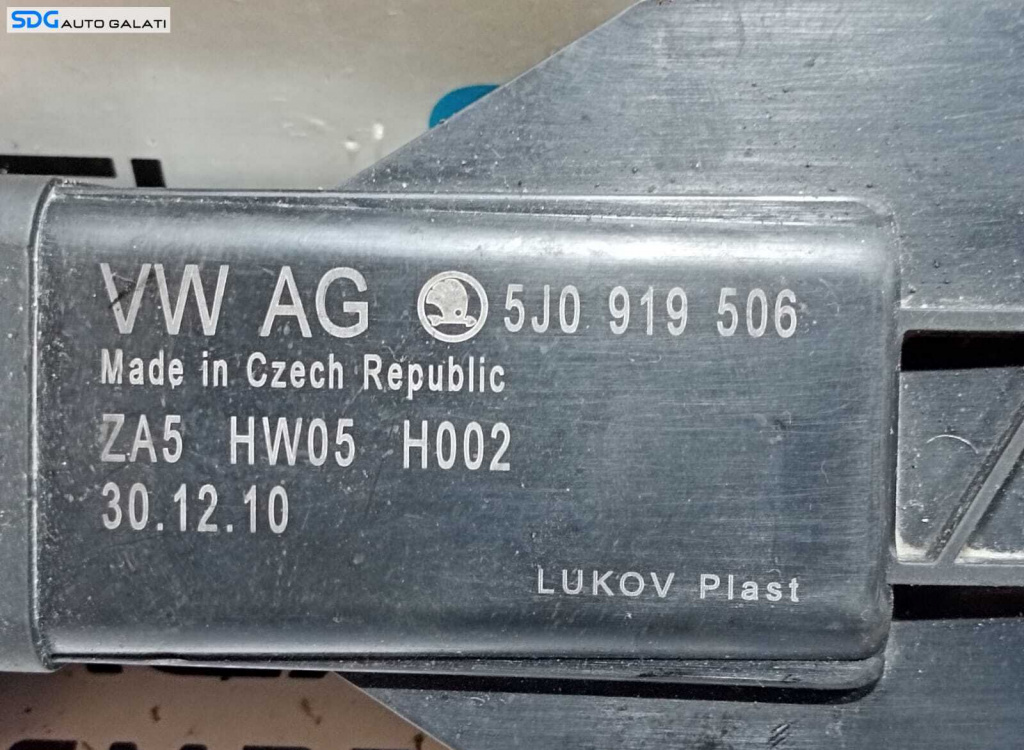 SDG AUTO GALATI
VW AG 5J0 919 506
Made in Czech Republic
ZA5 HW05 H002
30.12.10
LUKOV Plast